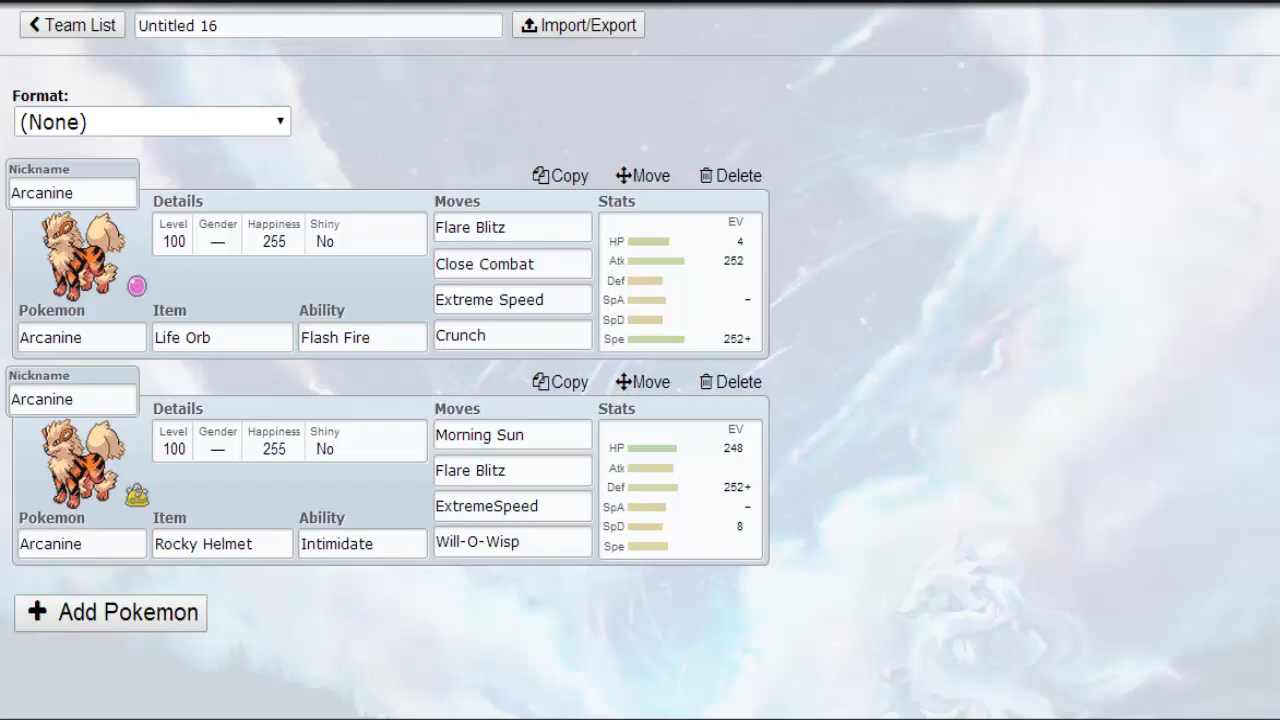 Team List Untitled 16 Import/Export
Format:
(None)
Copy Move Delete
Nickname
Arcanine
Details Moves Stats
Level Gender Happiness Shiny
100 — 255 No
Flare Blitz
Close Combat
Extreme Speed
Crunch
EV
HP 4
Atk 252
Def
SpA –
SpD
Spe 252+
Pokemon Item Ability
Arcanine Life Orb Flash Fire
Copy Move Delete
Nickname
Arcanine
Details Moves Stats
Level Gender Happiness Shiny
100 — 255 No
Morning Sun
Flare Blitz
ExtremeSpeed
Will-O-Wisp
EV
HP 248
Atk
Def 252+
SpA –
SpD 8
Spe
Pokemon Item Ability
Arcanine Rocky Helmet Intimidate
Add Pokemon